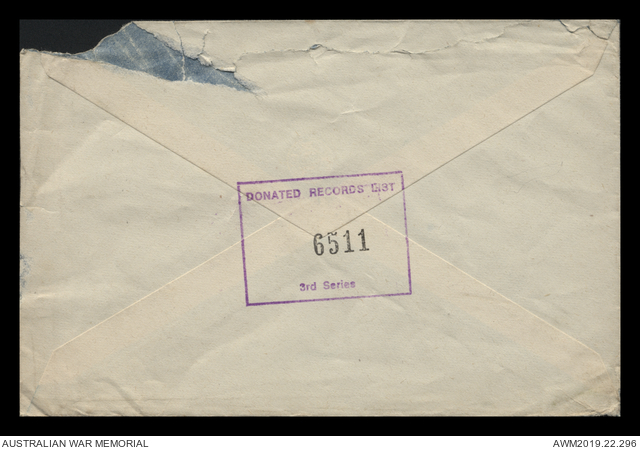 DONATED RECORDS LIST
6511
3rd Series
AUSTRALIAN WAR MEMORIAL
AWM2019.22.296